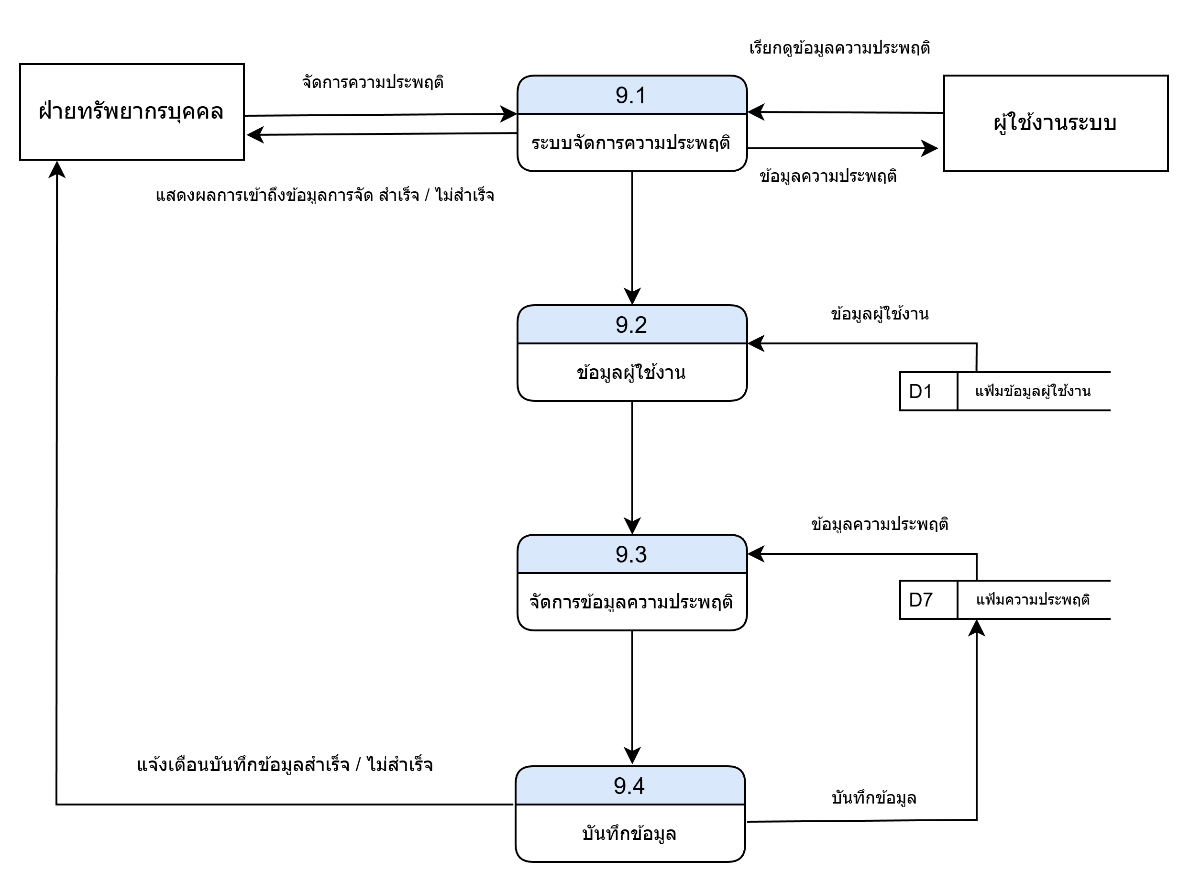 เรียกดูข้อมูลความประพฤติ
จัดการความประพฤติ
ฝ่ายทรัพยากรบุคคล
9.1
ระบบจัดการความประพฤติ
ผู้ใช้งานระบบ
ข้อมูลความประพฤติ
แสดงผลการเข้าถึงข้อมูลการจัด สำเร็จ / ไม่สำเร็จ
ข้อมูลผู้ใช้งาน
9.2
ข้อมูลผู้ใช้งาน
D1 แฟ้มข้อมูลผู้ใช้งาน
ข้อมูลความประพฤติ
9.3
จัดการข้อมูลความประพฤติ
D7 แฟ้มความประพฤติ
แจ้งเตือนบันทึกข้อมูลสำเร็จ / ไม่สำเร็จ
9.4
บันทึกข้อมูล
บันทึกข้อมูล